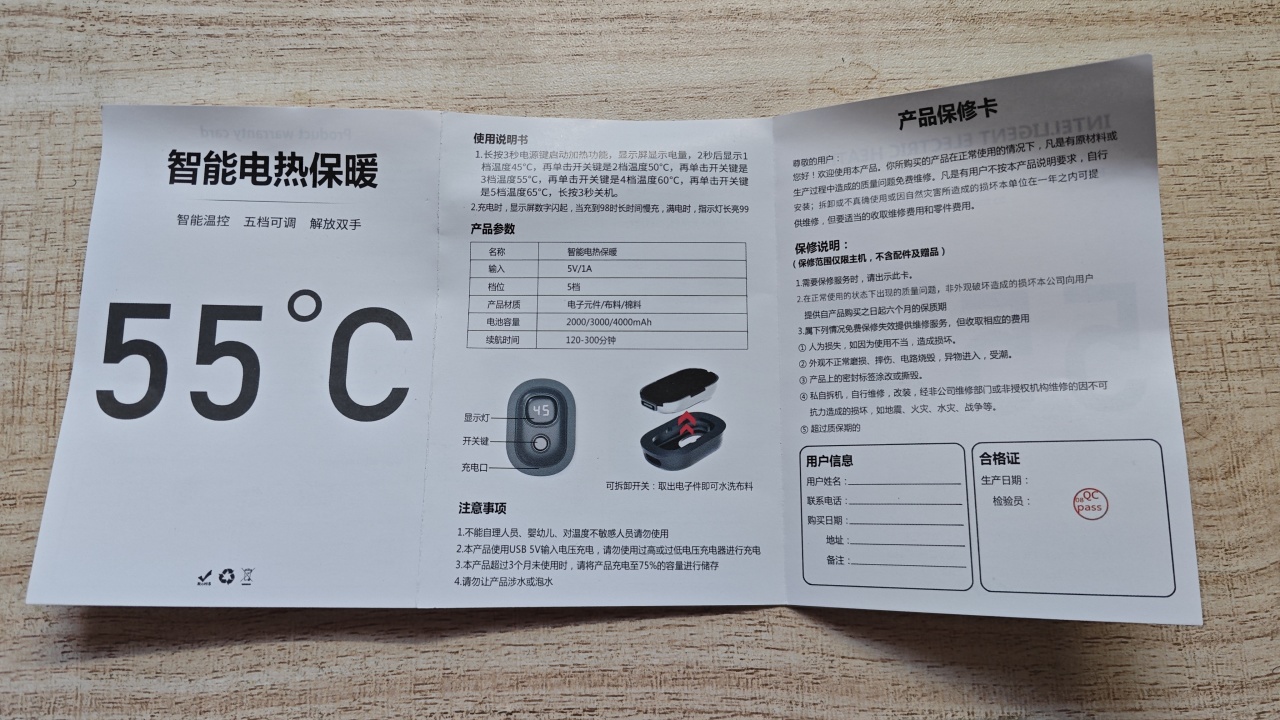 智能电热保暖
智能温控 五档可调 解放双手
55°C
使用说明书
1.长按3秒电源键启动加热功能，显示屏显示电量，2秒后显示1
档温度45℃，再单击开关键是2档温度50℃，再单击开关键是
3档温度55℃，再单击开关键是4档温度60℃，再单击开关键
是5档温度65℃，长按3秒关机。
2.充电时，显示屏数字闪起，当充到98时长时间慢充，满电时，指示灯长亮99
产品参数
名称 智能电热保暖
输入 5V/1A
档位 5档
产品材质 电子元件/布料/棉料
电池容量 2000/3000/4000mAh
续航时间 120-300分钟
45
显示灯
开关键
充电口
可拆卸开关：取出电子件即可水洗布料
注意事项
1.不能自理人员、婴幼儿、对温度不敏感人员请勿使用
2.本产品使用USB 5V输入电压充电，请勿使用过高或过低电压充电器进行充电
3.本产品超过3个月未使用时，请将产品充电至75%的容量进行储存
4.请勿让产品涉水或泡水
产品保修卡
尊敬的用户：
您好！欢迎使用本产品。你所购买的产品在正常使用的情况下，凡是有原材料或
生产过程中造成的质量问题免费维修。凡是有用户不按本产品说明要求，自行
安装；拆卸或不真确使用或因自然灾害所造成的损坏本单位在一年之内可提
供维修，但要适当的收取维修费用和零件费用。
保修说明：
（保修范围仅限主机，不含配件及赠品）
1.需要保修服务时，请出示此卡。
2.在正常使用的状态下出现的质量问题，非外观破坏造成的损坏本公司向用户
提供自产品购买之日起六个月的保质期
3.属下列情况免费保修失效提供维修服务，但收取相应的费用
① 人为损失，如因为使用不当，造成损坏。
② 外观不正常磨损、摔伤、电路烧毁，异物进入，受潮。
③ 产品上的密封标签涂改或撕毁。
④ 私自拆机，自行维修，改装，经非公司维修部门或非授权机构维修的因不可
抗力造成的损坏，如地震、火灾、水灾、战争等。
⑤ 超过质保期的
用户信息
用户姓名：
联系电话：
购买日期：
地址：
备注：
合格证
生产日期：
检验员：
08 QC
pass